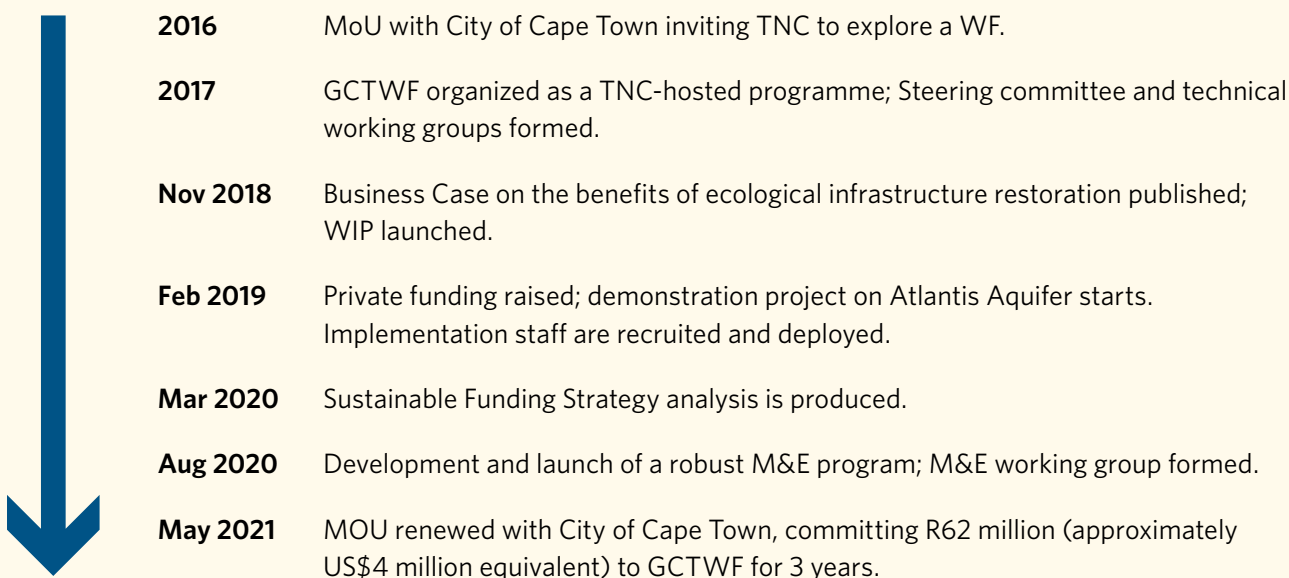 2016 MoU with City of Cape Town inviting TNC to explore a WF.
2017 GCTWF organized as a TNC-hosted programme; Steering committee and technical
working groups formed.
Nov 2018 Business Case on the benefits of ecological infrastructure restoration published;
WIP launched.
Feb 2019 Private funding raised; demonstration project on Atlantis Aquifer starts.
Implementation staff are recruited and deployed.
Mar 2020 Sustainable Funding Strategy analysis is produced.
Aug 2020 Development and launch of a robust M&E program; M&E working group formed.
May 2021 MOU renewed with City of Cape Town, committing R62 million (approximately
US$4 million equivalent) to GCTWF for 3 years.